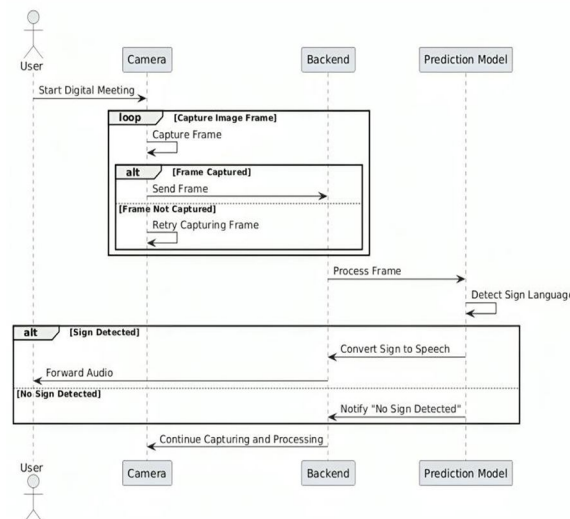 User
Camera
Backend
Prediction Model
Start Digital Meeting
loop [Capture Image Frame]
Capture Frame
alt [Frame Captured]
Send Frame
[Frame Not Captured]
Retry Capturing Frame
Process Frame
Detect Sign Language
alt [Sign Detected]
Convert Sign to Speech
Forward Audio
[No Sign Detected]
Notify "No Sign Detected"
Continue Capturing and Processing
User
Camera
Backend
Prediction Model